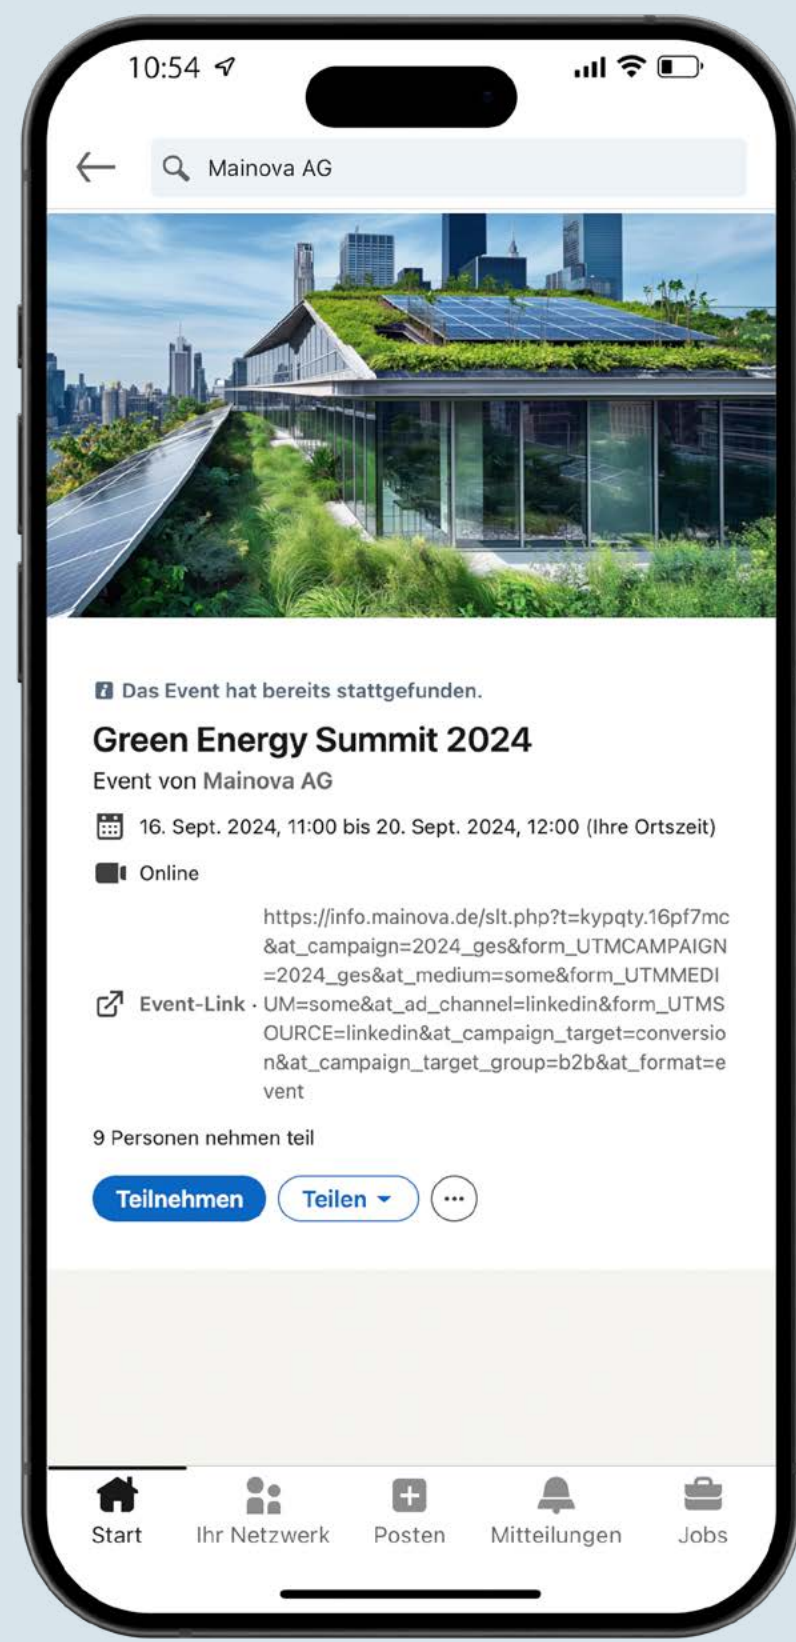 10:54
Mainova AG
Das Event hat bereits stattgefunden.
Green Energy Summit 2024
Event von Mainova AG
16. Sept. 2024, 11:00 bis 20. Sept. 2024, 12:00 (Ihre Ortszeit)
Online
https://info.mainova.de/slt.php?t=kypqty.16pf7mc
&at_campaign=2024_ges&form_UTMCAMPAIGN
=2024_ges&at_medium=some&form_UTMMEDI
Event-Link · UM=some&at_ad_channel=linkedin&form_UTMS
OURCE=linkedin&at_campaign_target=conversio
n&at_campaign_target_group=b2b&at_format=e
vent
9 Personen nehmen teil
Teilnehmen Teilen
Start Ihr Netzwerk Posten Mitteilungen Jobs